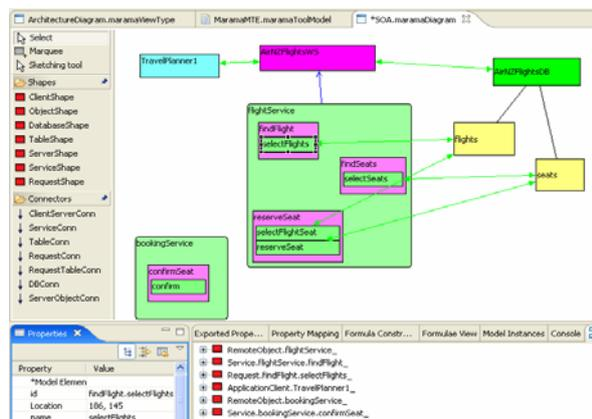 ArchitectureDiagram.maramaViewType
MaramaMTE.maramaToolModel
*SOA.maramaDiagram
Select
Marquee
Sketching tool
Shapes
ClientShape
ObjectShape
DatabaseShape
TableShape
ServerShape
ServiceShape
RequestShape
Connectors
ClientServerConn
ServiceConn
TableConn
RequestConn
RequestTableConn
DBConn
ServerObjectConn
TravelPlanner1
AirNZFlightsWS
AirNZFlightsDB
flightService
findFlight
selectFlights
flights
findSeats
selectSeats
seats
reserveSeat
selectFlightSeat
reserveSeat
bookingService
confirmSeat
confirm
Properties
Property Value
*Model Elemen
id findFlight.selectFlights
Location 186, 145
name selectFlights
Exported Prope... Property Mapping Formula Constr... Formulae View Model Instances Console
RemoteObject.flightService_
Service.flightService.findFlight_
Request.findFlight.selectFlights_
ApplicationClient.TravelPlanner1_
RemoteObject.bookingService_
Service.bookingService.confirmSeat_